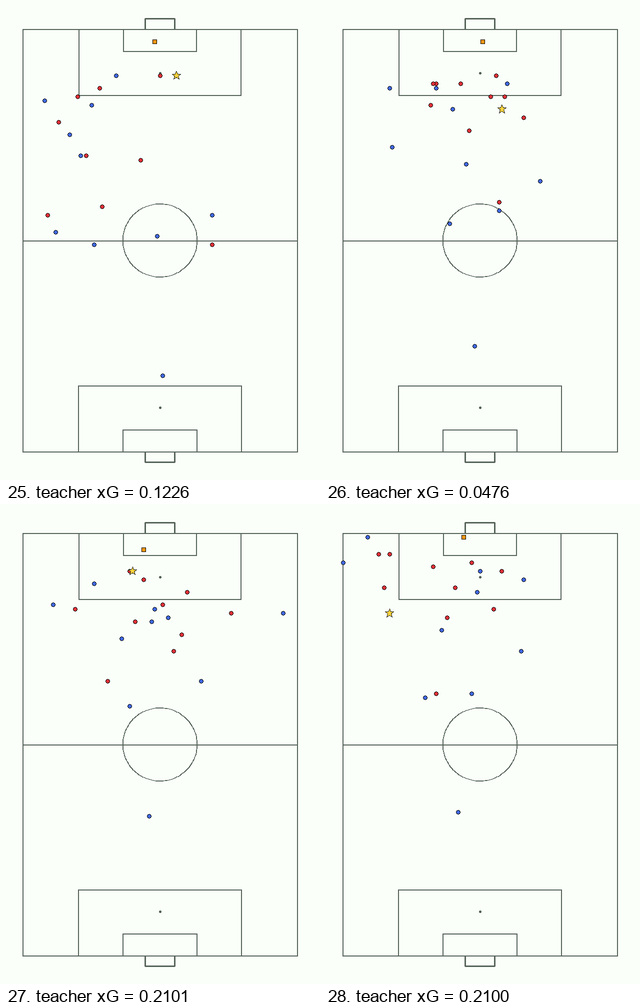 25. teacher xG = 0.1226
26. teacher xG = 0.0476
27. teacher xG = 0.2101
28. teacher xG = 0.2100